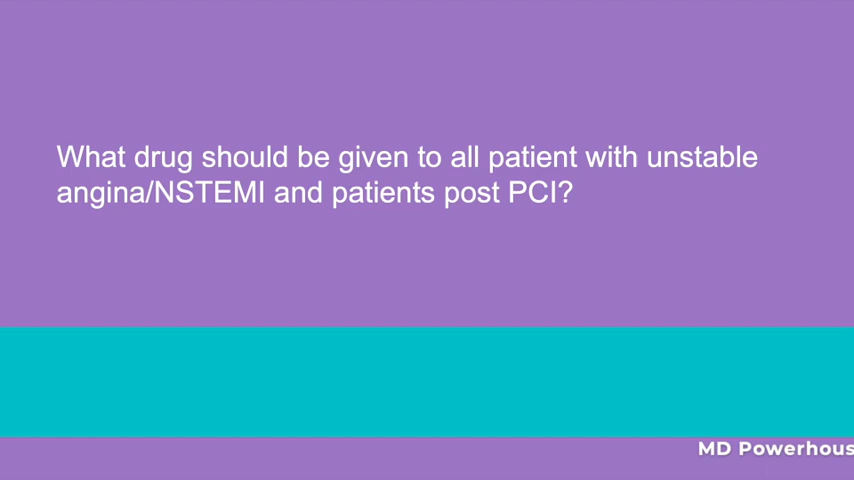 What drug should be given to all patient with unstable
angina/NSTEMI and patients post PCI?
MD Powerhous